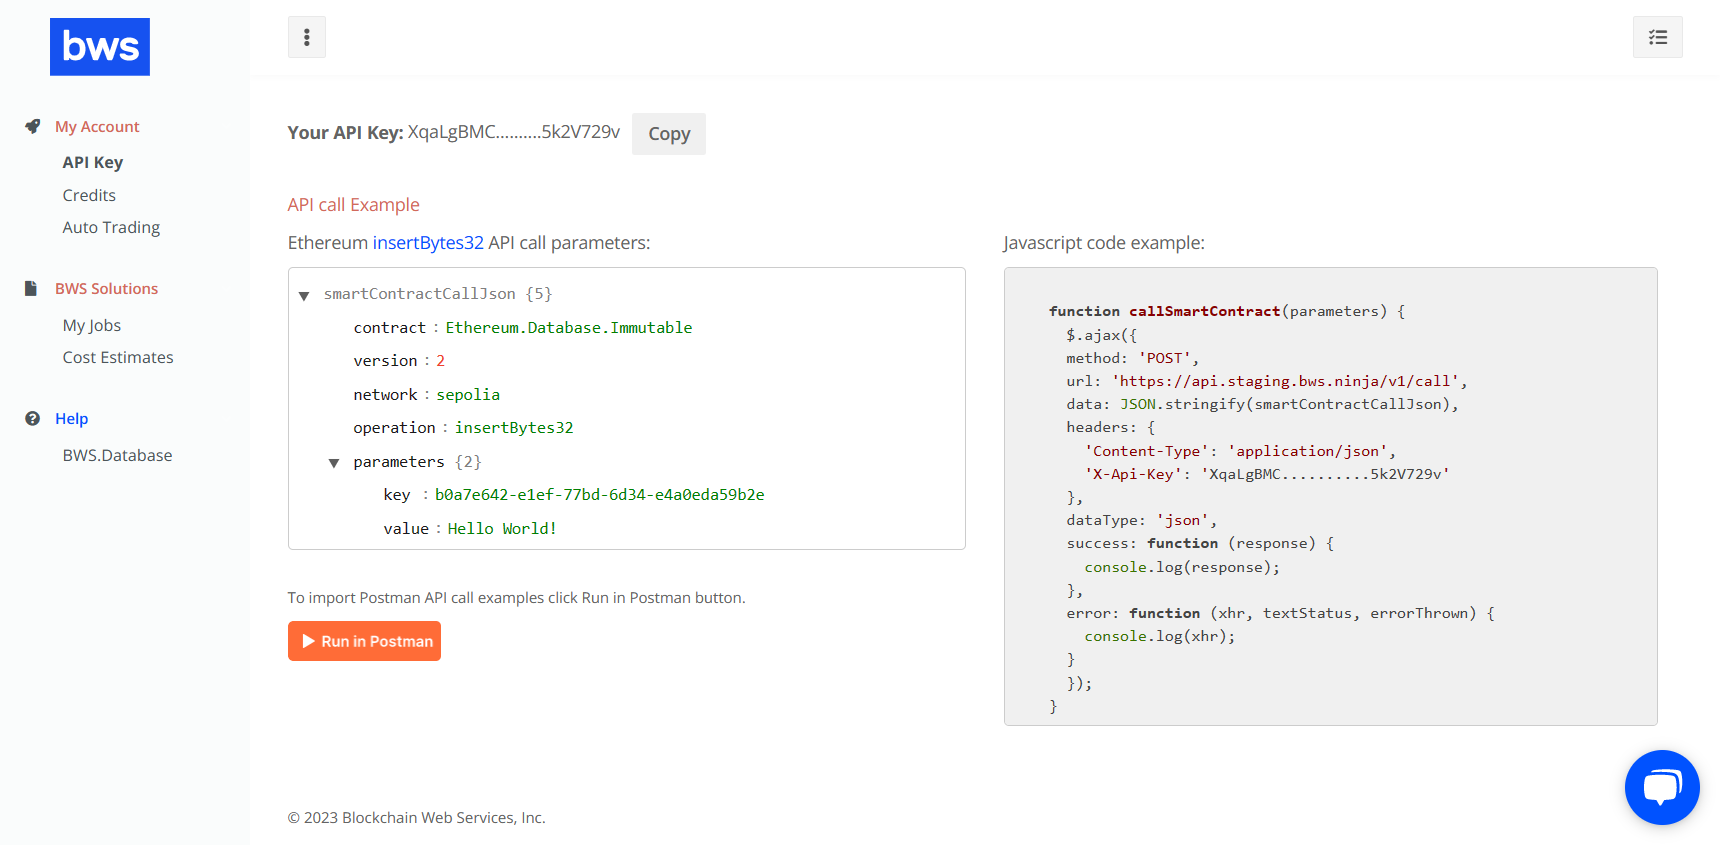 bws
My Account
API Key
Credits
Auto Trading
BWS Solutions
My Jobs
Cost Estimates
Help
BWS.Database
Your API Key: XqaLgBMC..........5k2V729v
Copy
API call Example
Ethereum insertBytes32 API call parameters:
smartContractCallJson {5}
contract : Ethereum.Database.Immutable
version : 2
network : sepolia
operation : insertBytes32
parameters {2}
key : b0a7e642-e1ef-77bd-6d34-e4a0eda59b2e
value : Hello World!
To import Postman API call examples click Run in Postman button.
Run in Postman
Javascript code example:
function callSmartContract(parameters) {
$.ajax({
method: 'POST',
url: 'https://api.staging.bws.ninja/v1/call',
data: JSON.stringify(smartContractCallJson),
headers: {
'Content-Type': 'application/json',
'X-Api-Key': 'XqaLgBMC..........5k2V729v'
},
dataType: 'json',
success: function (response) {
console.log(response);
},
error: function (xhr, textStatus, errorThrown) {
console.log(xhr);
}
});
}
© 2023 Blockchain Web Services, Inc.